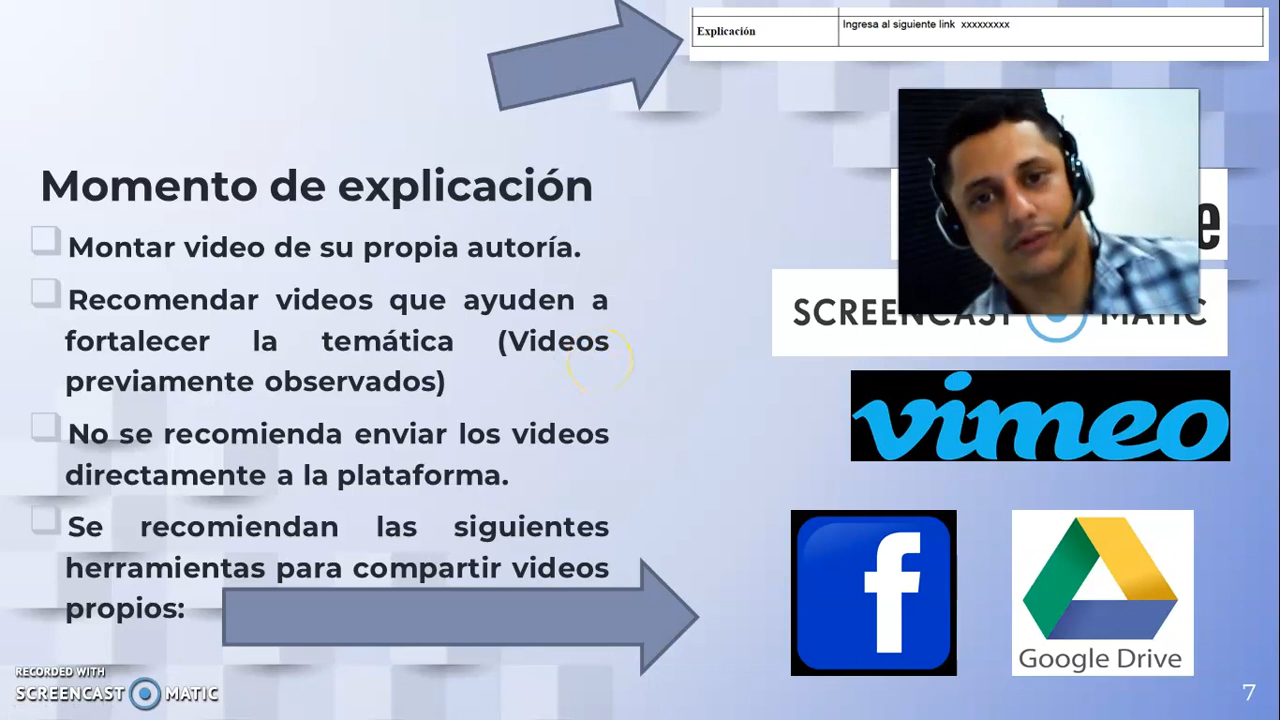 Explicación
Ingresa al siguiente link xxxxxxxxx
Momento de explicación
Montar video de su propia autoría.
Recomendar videos que ayuden a
fortalecer la temática (Videos
previamente observados)
No se recomienda enviar los videos
directamente a la plataforma.
Se recomiendan las siguientes
herramientas para compartir videos
propios:
e
SCREENCAST MATIC
vimeo
f
Google Drive
RECORDED WITH
SCREENCAST MATIC
7